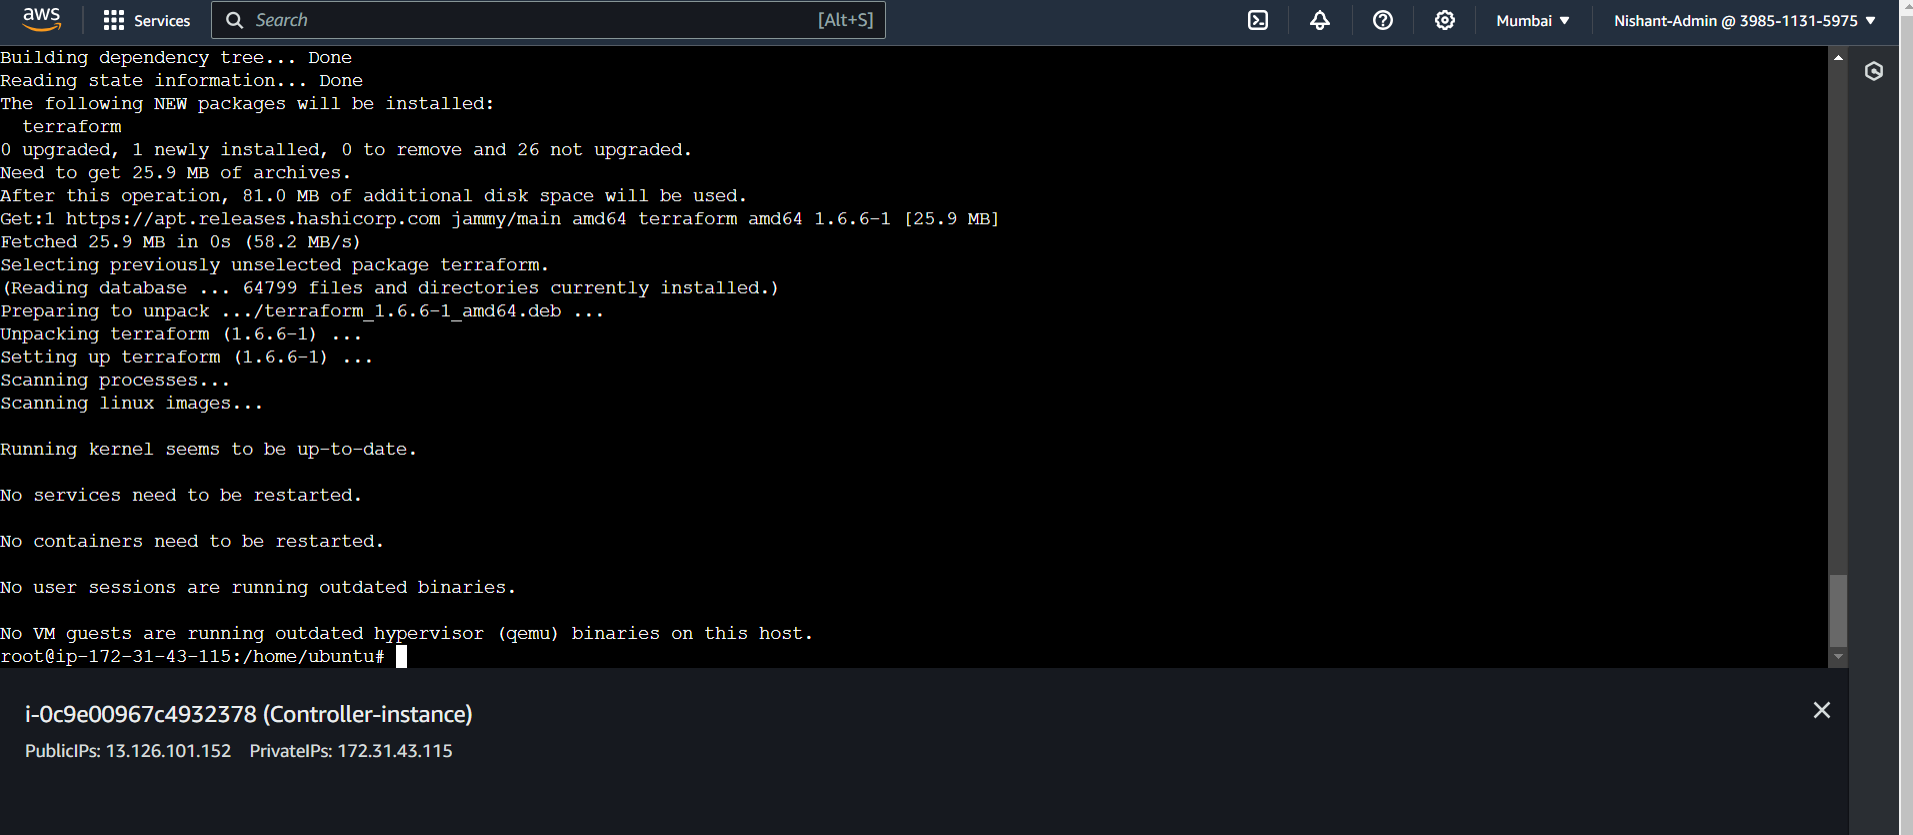 aws Services Search [Alt+S] Mumbai ▼ Nishant-Admin @ 3985-1131-5975 ▼
Building dependency tree... Done
Reading state information... Done
The following NEW packages will be installed:
  terraform
0 upgraded, 1 newly installed, 0 to remove and 26 not upgraded.
Need to get 25.9 MB of archives.
After this operation, 81.0 MB of additional disk space will be used.
Get:1 https://apt.releases.hashicorp.com jammy/main amd64 terraform amd64 1.6.6-1 [25.9 MB]
Fetched 25.9 MB in 0s (58.2 MB/s)
Selecting previously unselected package terraform.
(Reading database ... 64799 files and directories currently installed.)
Preparing to unpack .../terraform_1.6.6-1_amd64.deb ...
Unpacking terraform (1.6.6-1) ...
Setting up terraform (1.6.6-1) ...
Scanning processes...
Scanning linux images...
Running kernel seems to be up-to-date.
No services need to be restarted.
No containers need to be restarted.
No user sessions are running outdated binaries.
No VM guests are running outdated hypervisor (qemu) binaries on this host.
root@ip-172-31-43-115:/home/ubuntu#
i-0c9e00967c4932378 (Controller-instance)
PublicIPs: 13.126.101.152 PrivateIPs: 172.31.43.115